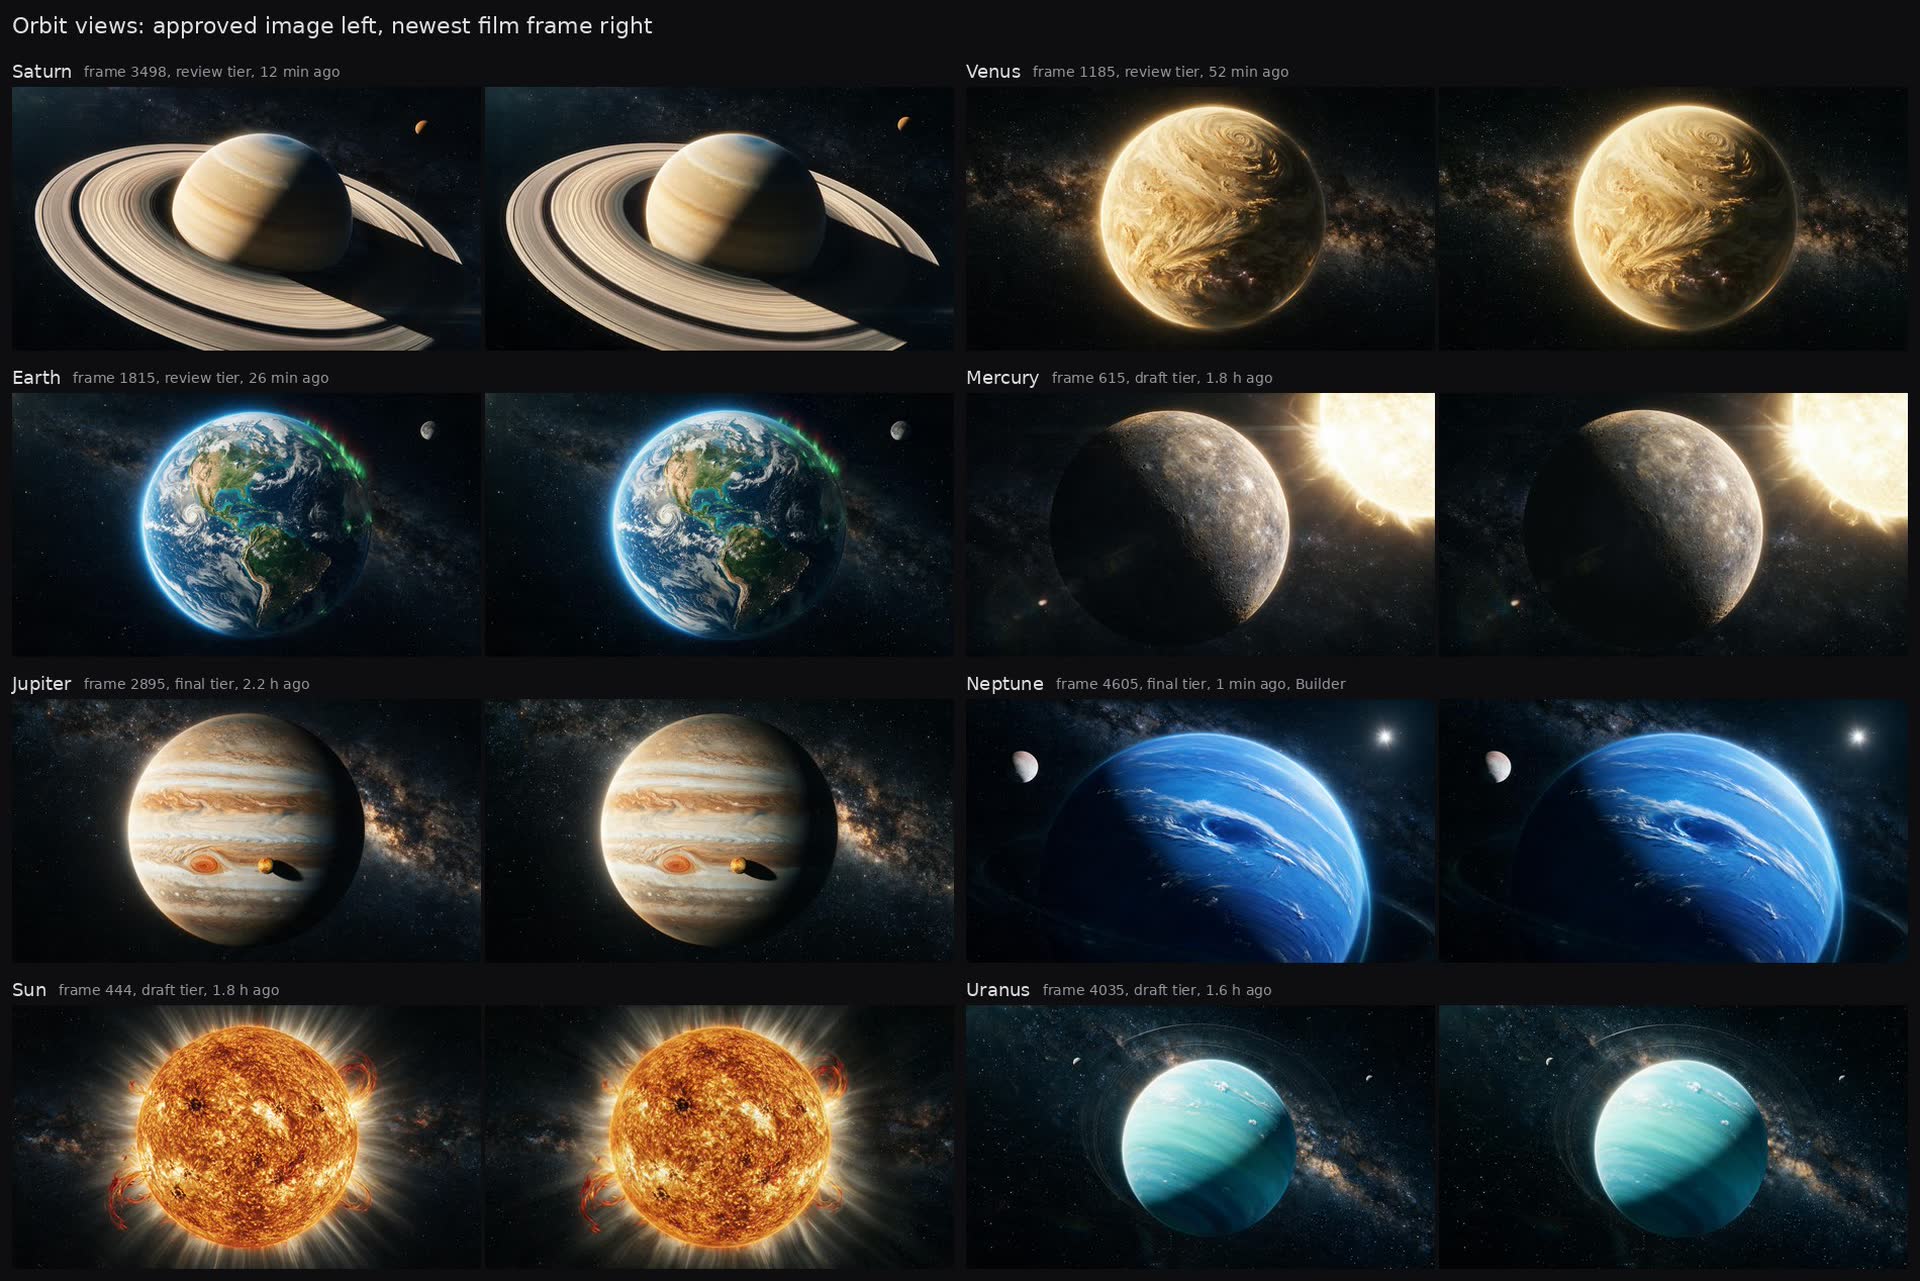 Orbit views: approved image left, newest film frame right
Saturn frame 3498, review tier, 12 min ago
Venus frame 1185, review tier, 52 min ago
Earth frame 1815, review tier, 26 min ago
Mercury frame 615, draft tier, 1.8 h ago
Jupiter frame 2895, final tier, 2.2 h ago
Neptune frame 4605, final tier, 1 min ago, Builder
Sun frame 444, draft tier, 1.8 h ago
Uranus frame 4035, draft tier, 1.6 h ago